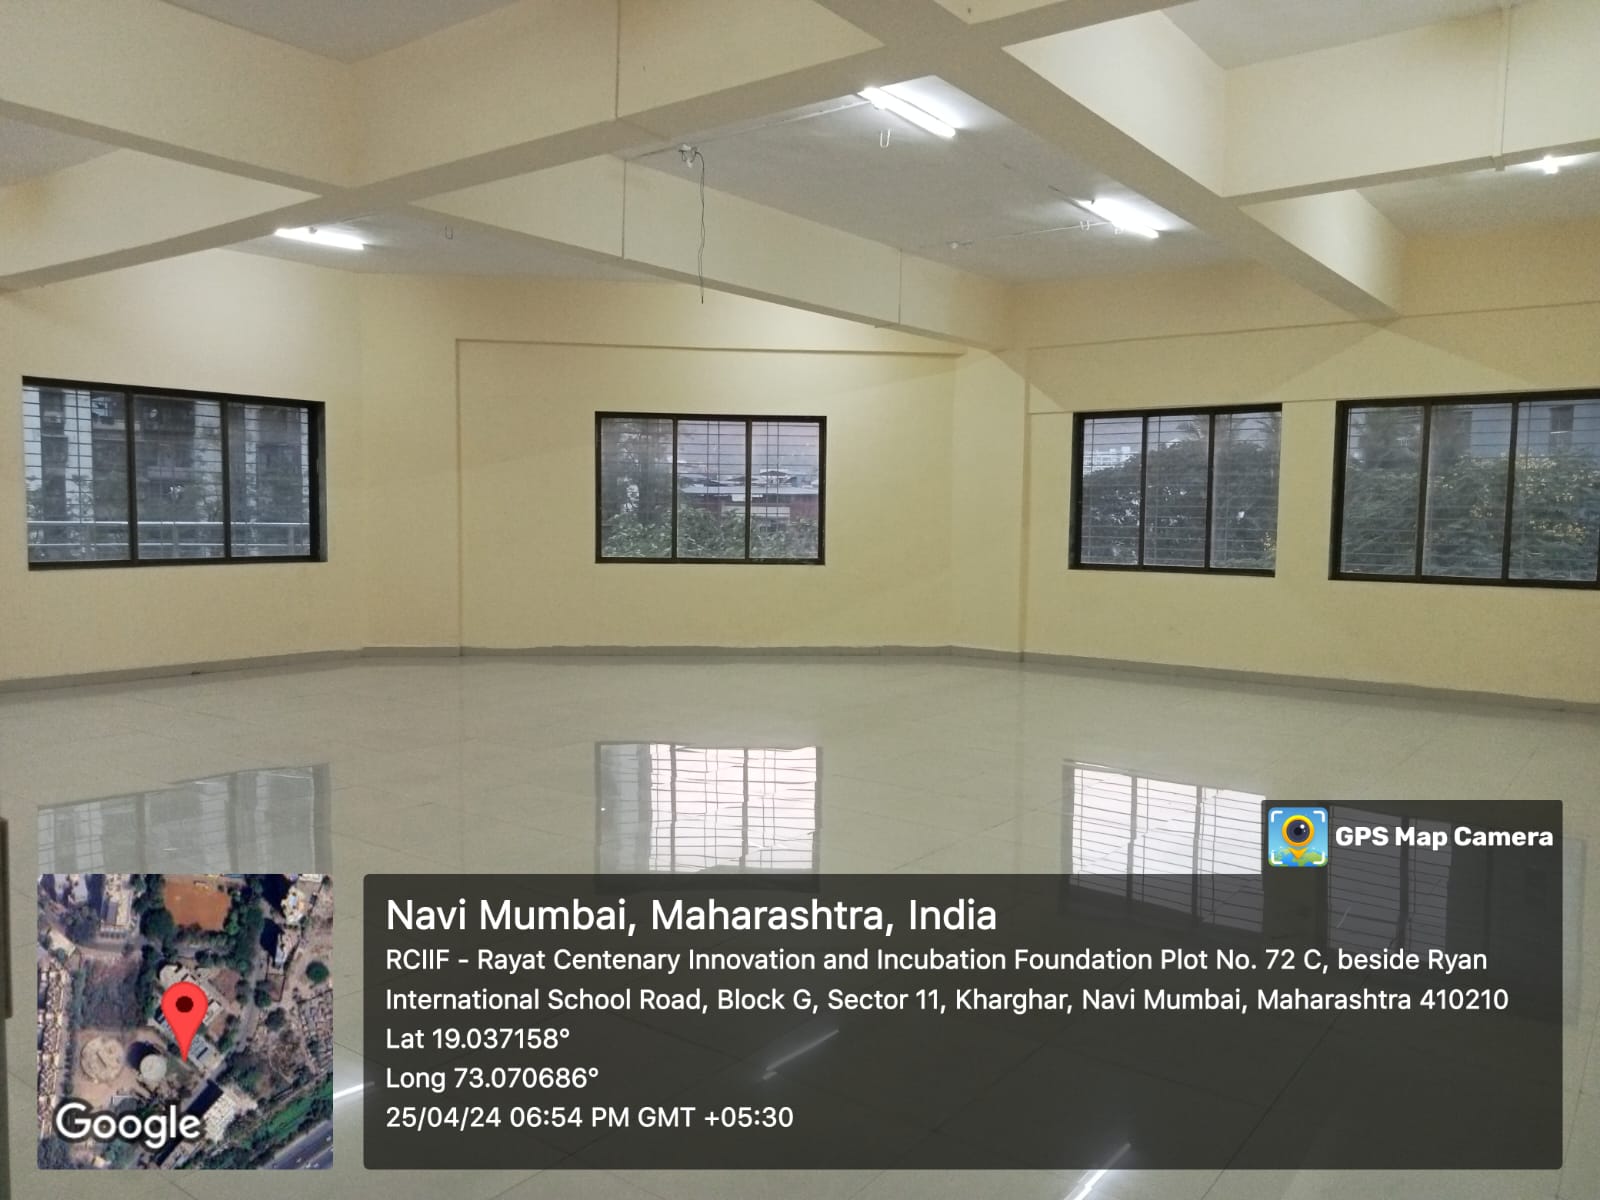 GPS Map Camera
Navi Mumbai, Maharashtra, India
RCIIF - Rayat Centenary Innovation and Incubation Foundation Plot No. 72 C, beside Ryan
International School Road, Block G, Sector 11, Kharghar, Navi Mumbai, Maharashtra 410210
Lat 19.037158°
Long 73.070686°
25/04/24 06:54 PM GMT +05:30
Google